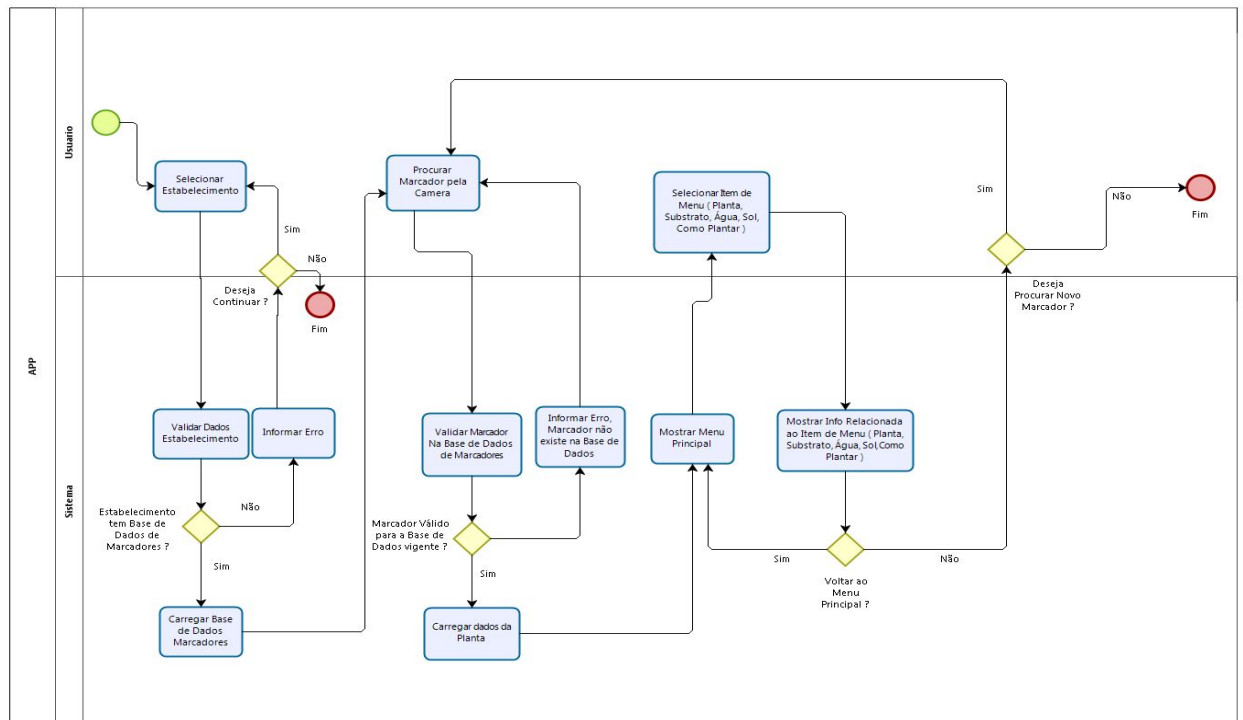 APP
Usuario
Sistema
Selecionar
Estabelecimento
Sim
Não
Deseja
Continuar ?
Fim
Validar Dados
Estabelecimento
Informar Erro
Estabelecimento
tem Base de
Dados de
Marcadores ?
Não
Sim
Carregar Base
de Dados
Marcadores
Procurar
Marcador pela
Camera
Validar Marcador
Na Base de Dados
de Marcadores
Informar Erro,
Marcador não
existe na Base de
Dados
Marcador Válido
para a Base de
Dados vigente ?
Sim
Carregar dados da
Planta
Selecionar Item de
Menu ( Planta,
Substrato, Água, Sol,
Como Plantar )
Mostrar Menu
Principal
Mostrar Info Relacionada
ao Item de Menu ( Planta,
Substrato, Água, Sol,Como
Plantar )
Sim
Não
Voltar ao
Menu
Principal ?
Sim
Não
Deseja
Procurar Novo
Marcador ?
Fim